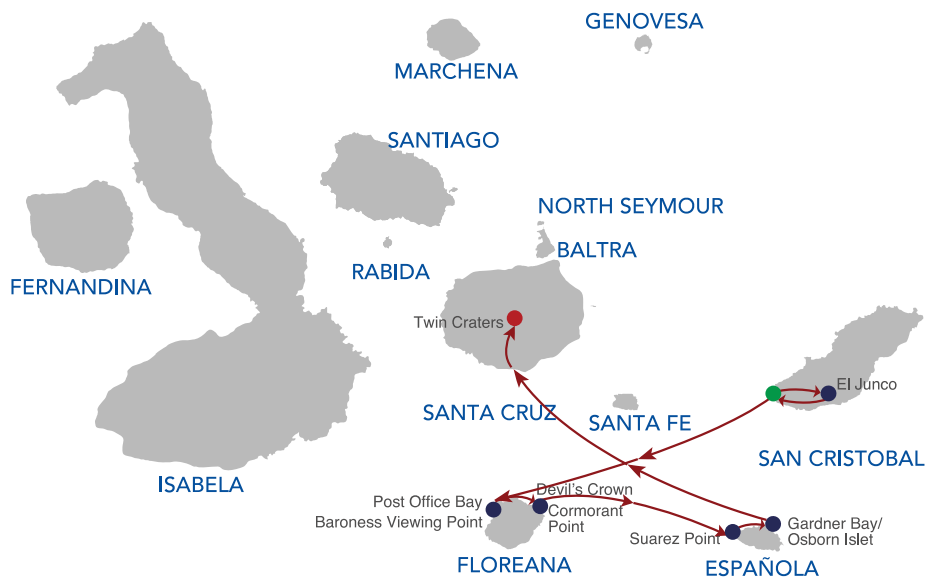 GENOVESA
MARCHENA
SANTIAGO
NORTH SEYMOUR
BALTRA
RABIDA
FERNANDINA
Twin Craters
El Junco
SANTA CRUZ
SANTA FE
SAN CRISTOBAL
ISABELA
Post Office Bay
Baroness Viewing Point
Devil's Crown
Cormorant
Point
Suarez Point
Gardner Bay/
Osborn Islet
FLOREANA
ESPAÑOLA